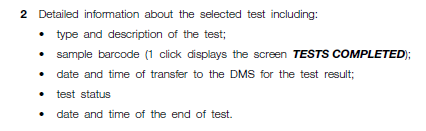 2 Detailed information about the selected test including:
• type and description of the test;
• sample barcode (1 click displays the screen TESTS COMPLETED);
• date and time of transfer to the DMS for the test result;
• test status
• date and time of the end of test.